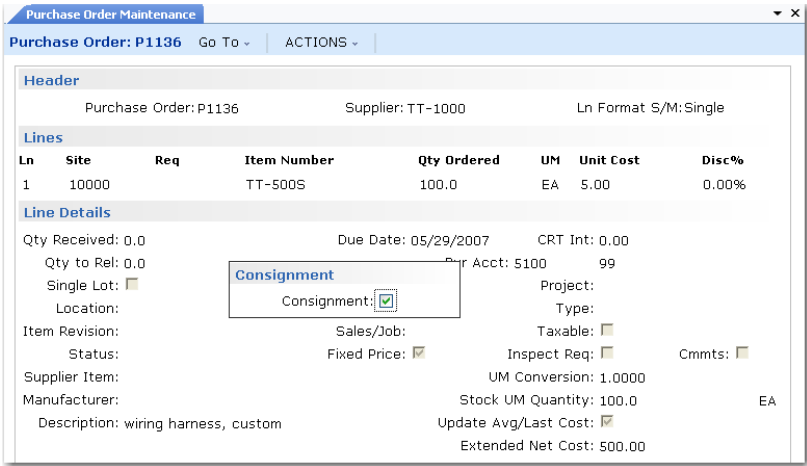 Purchase Order Maintenance
Purchase Order: P1136 Go To ACTIONS
Header
Purchase Order: P1136 Supplier: TT-1000 Ln Format S/M: Single
Lines
Ln Site Req Item Number Qty Ordered UM Unit Cost Disc%
1 10000 TT-500S 100.0 EA 5.00 0.00%
Line Details
Qty Received: 0.0 Due Date: 05/29/2007 CRT Int: 0.00
Qty to Rel: 0.0 Acct: 5100 99
Consignment
Single Lot: Project:
Consignment:
Location: Type:
Item Revision: Sales/Job: Taxable:
Status: Fixed Price: Inspect Req: Cmmts:
Supplier Item: UM Conversion: 1.0000
Manufacturer: Stock UM Quantity: 100.0 EA
Description: wiring harness, custom Update Avg/Last Cost:
Extended Net Cost: 500.00